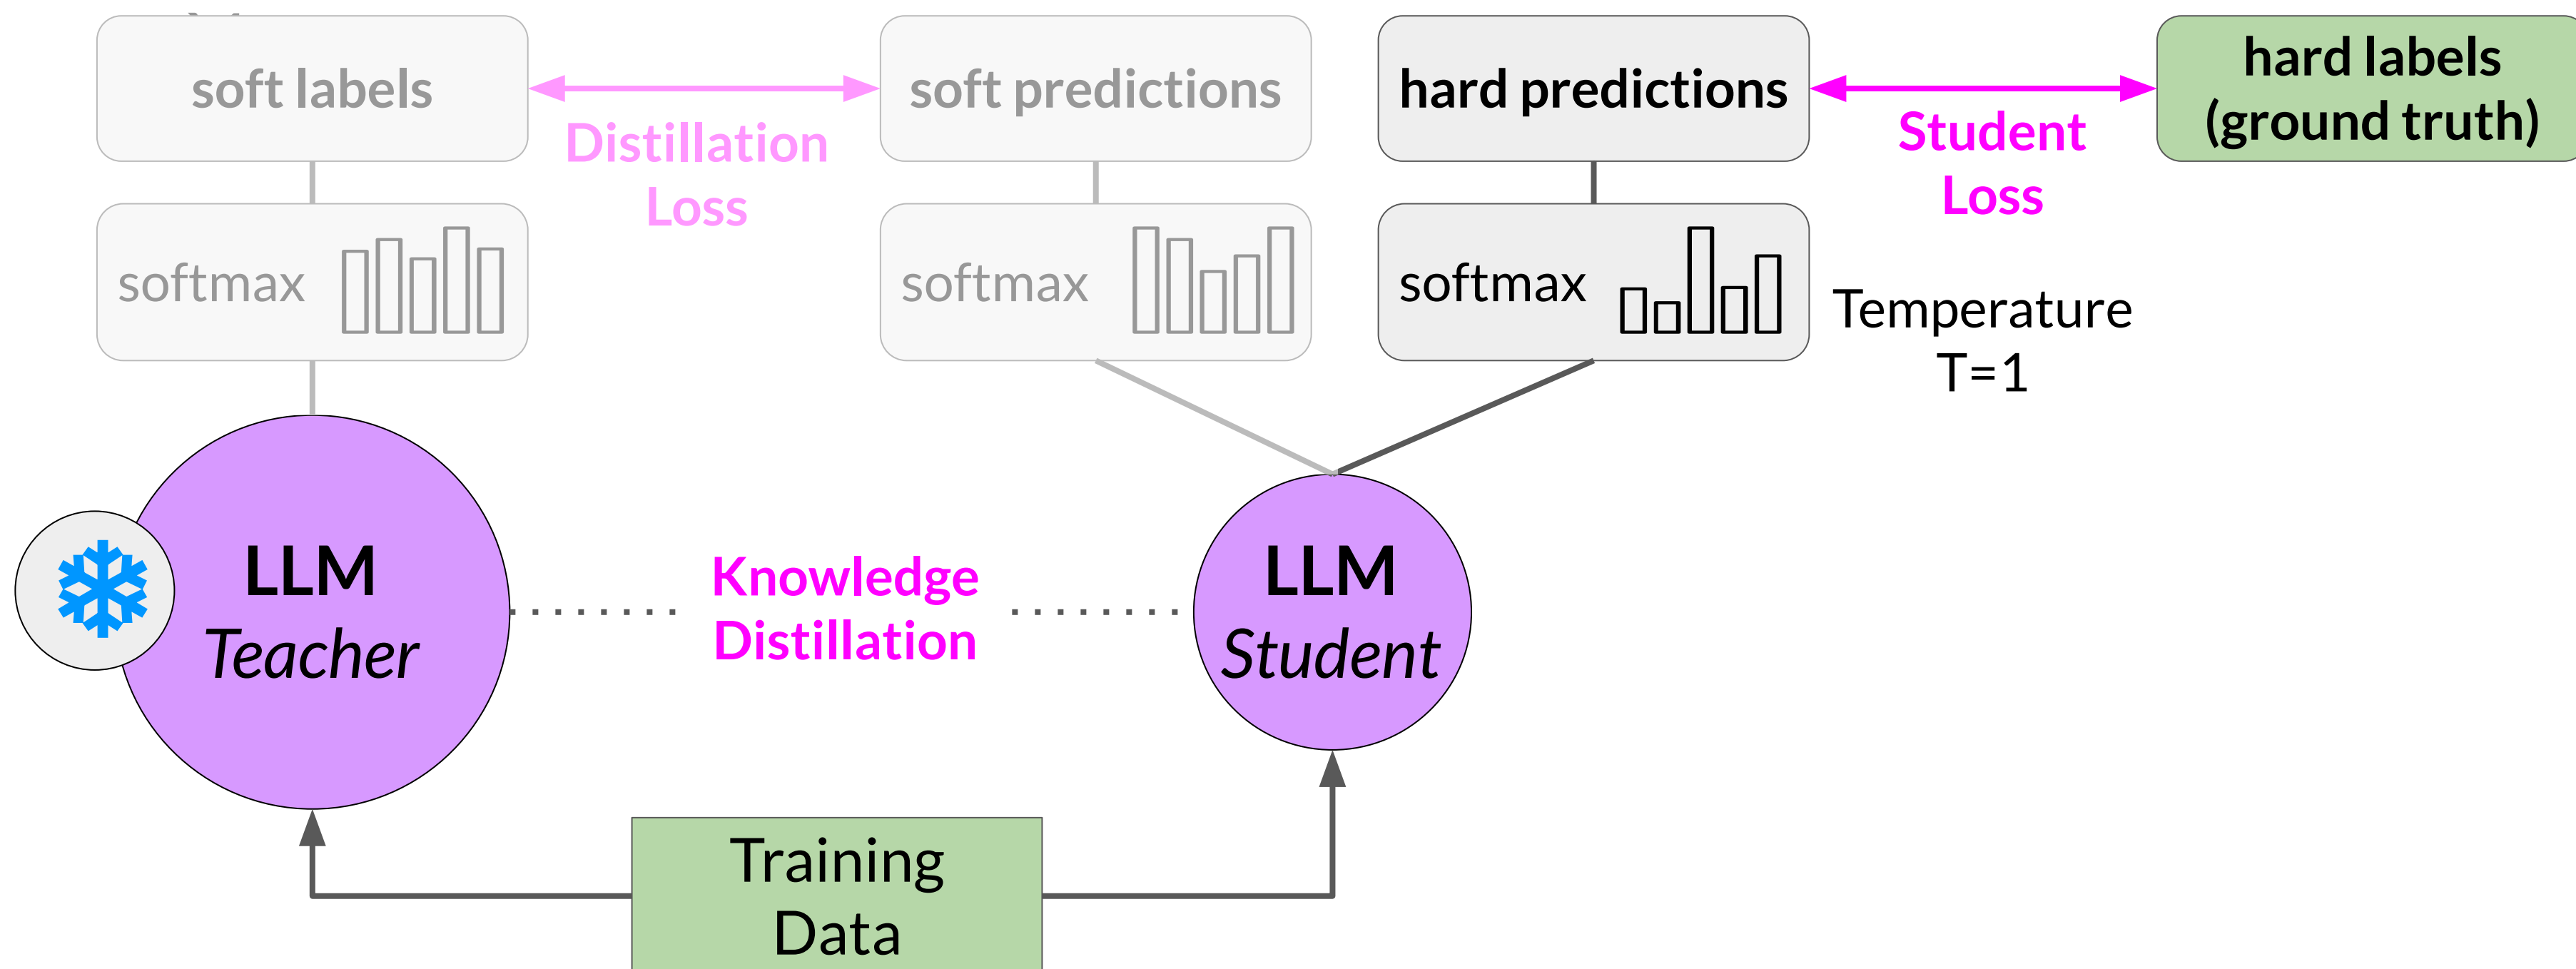 soft labels
Distillation
Loss
soft predictions
hard predictions
Student
Loss
hard labels
(ground truth)
softmax
softmax
softmax
Temperature
T=1
LLM
Teacher
Knowledge
Distillation
LLM
Student
Training
Data